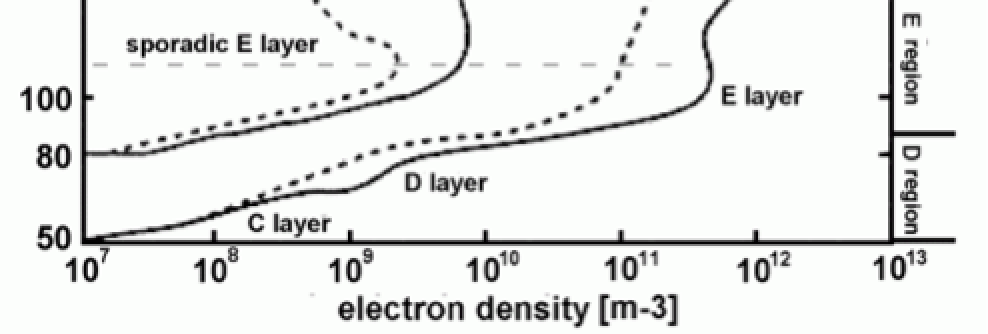 sporadic E layer
E region
100
E layer
80
D layer
D region
C layer
50
10^7 10^8 10^9 10^10 10^11 10^12 10^13
electron density [m-3]